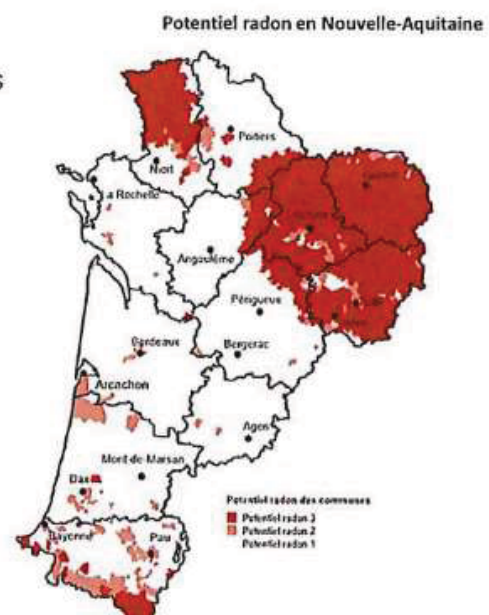 Potentiel radon en Nouvelle-Aquitaine
s
Poitiers
Niort
La Rochelle
Angoulême
Périgueux
Bordeaux
Bergerac
Arcachon
Agen
Mont-de-Marsan
Dax
Bayonne
Pau
Potentiel radon des communes
Potentiel radon 3
Potentiel radon 2
Potentiel radon 1